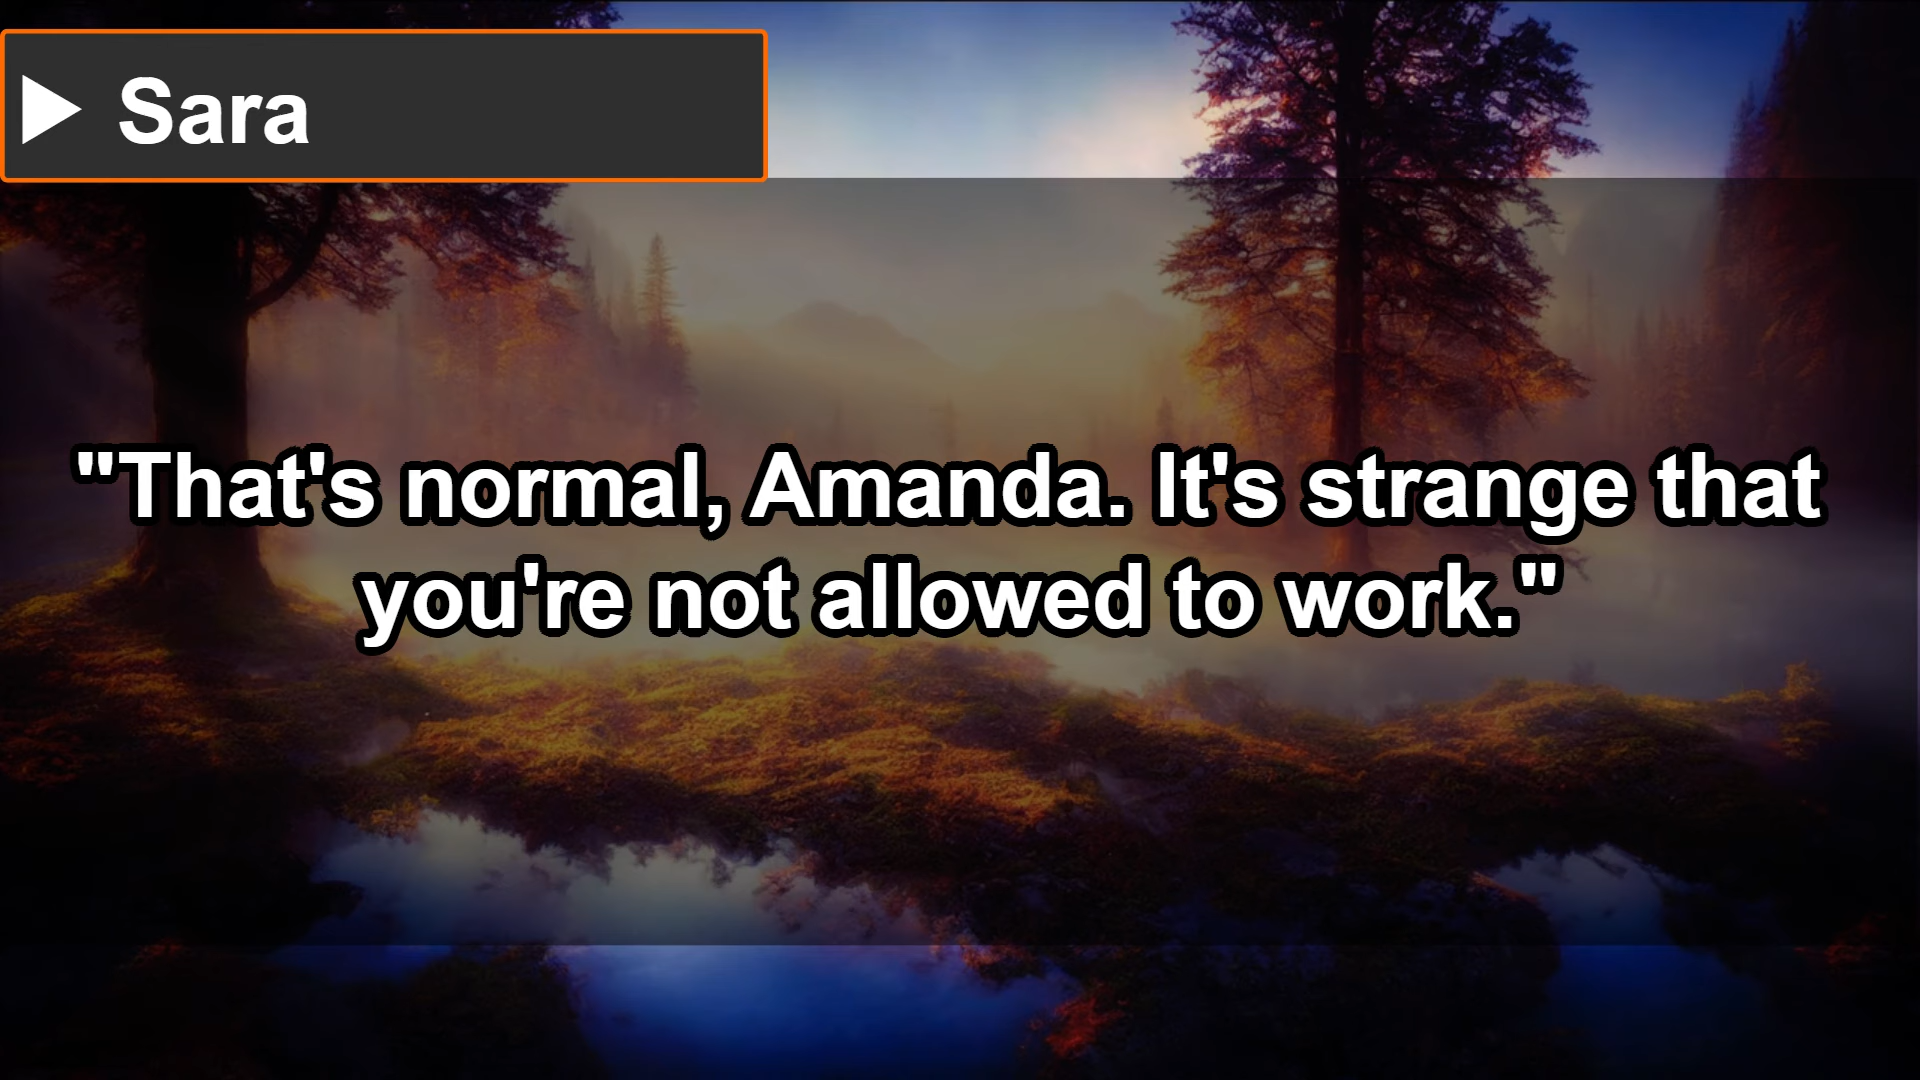 Sara
"That's normal, Amanda. It's strange that
you're not allowed to work."